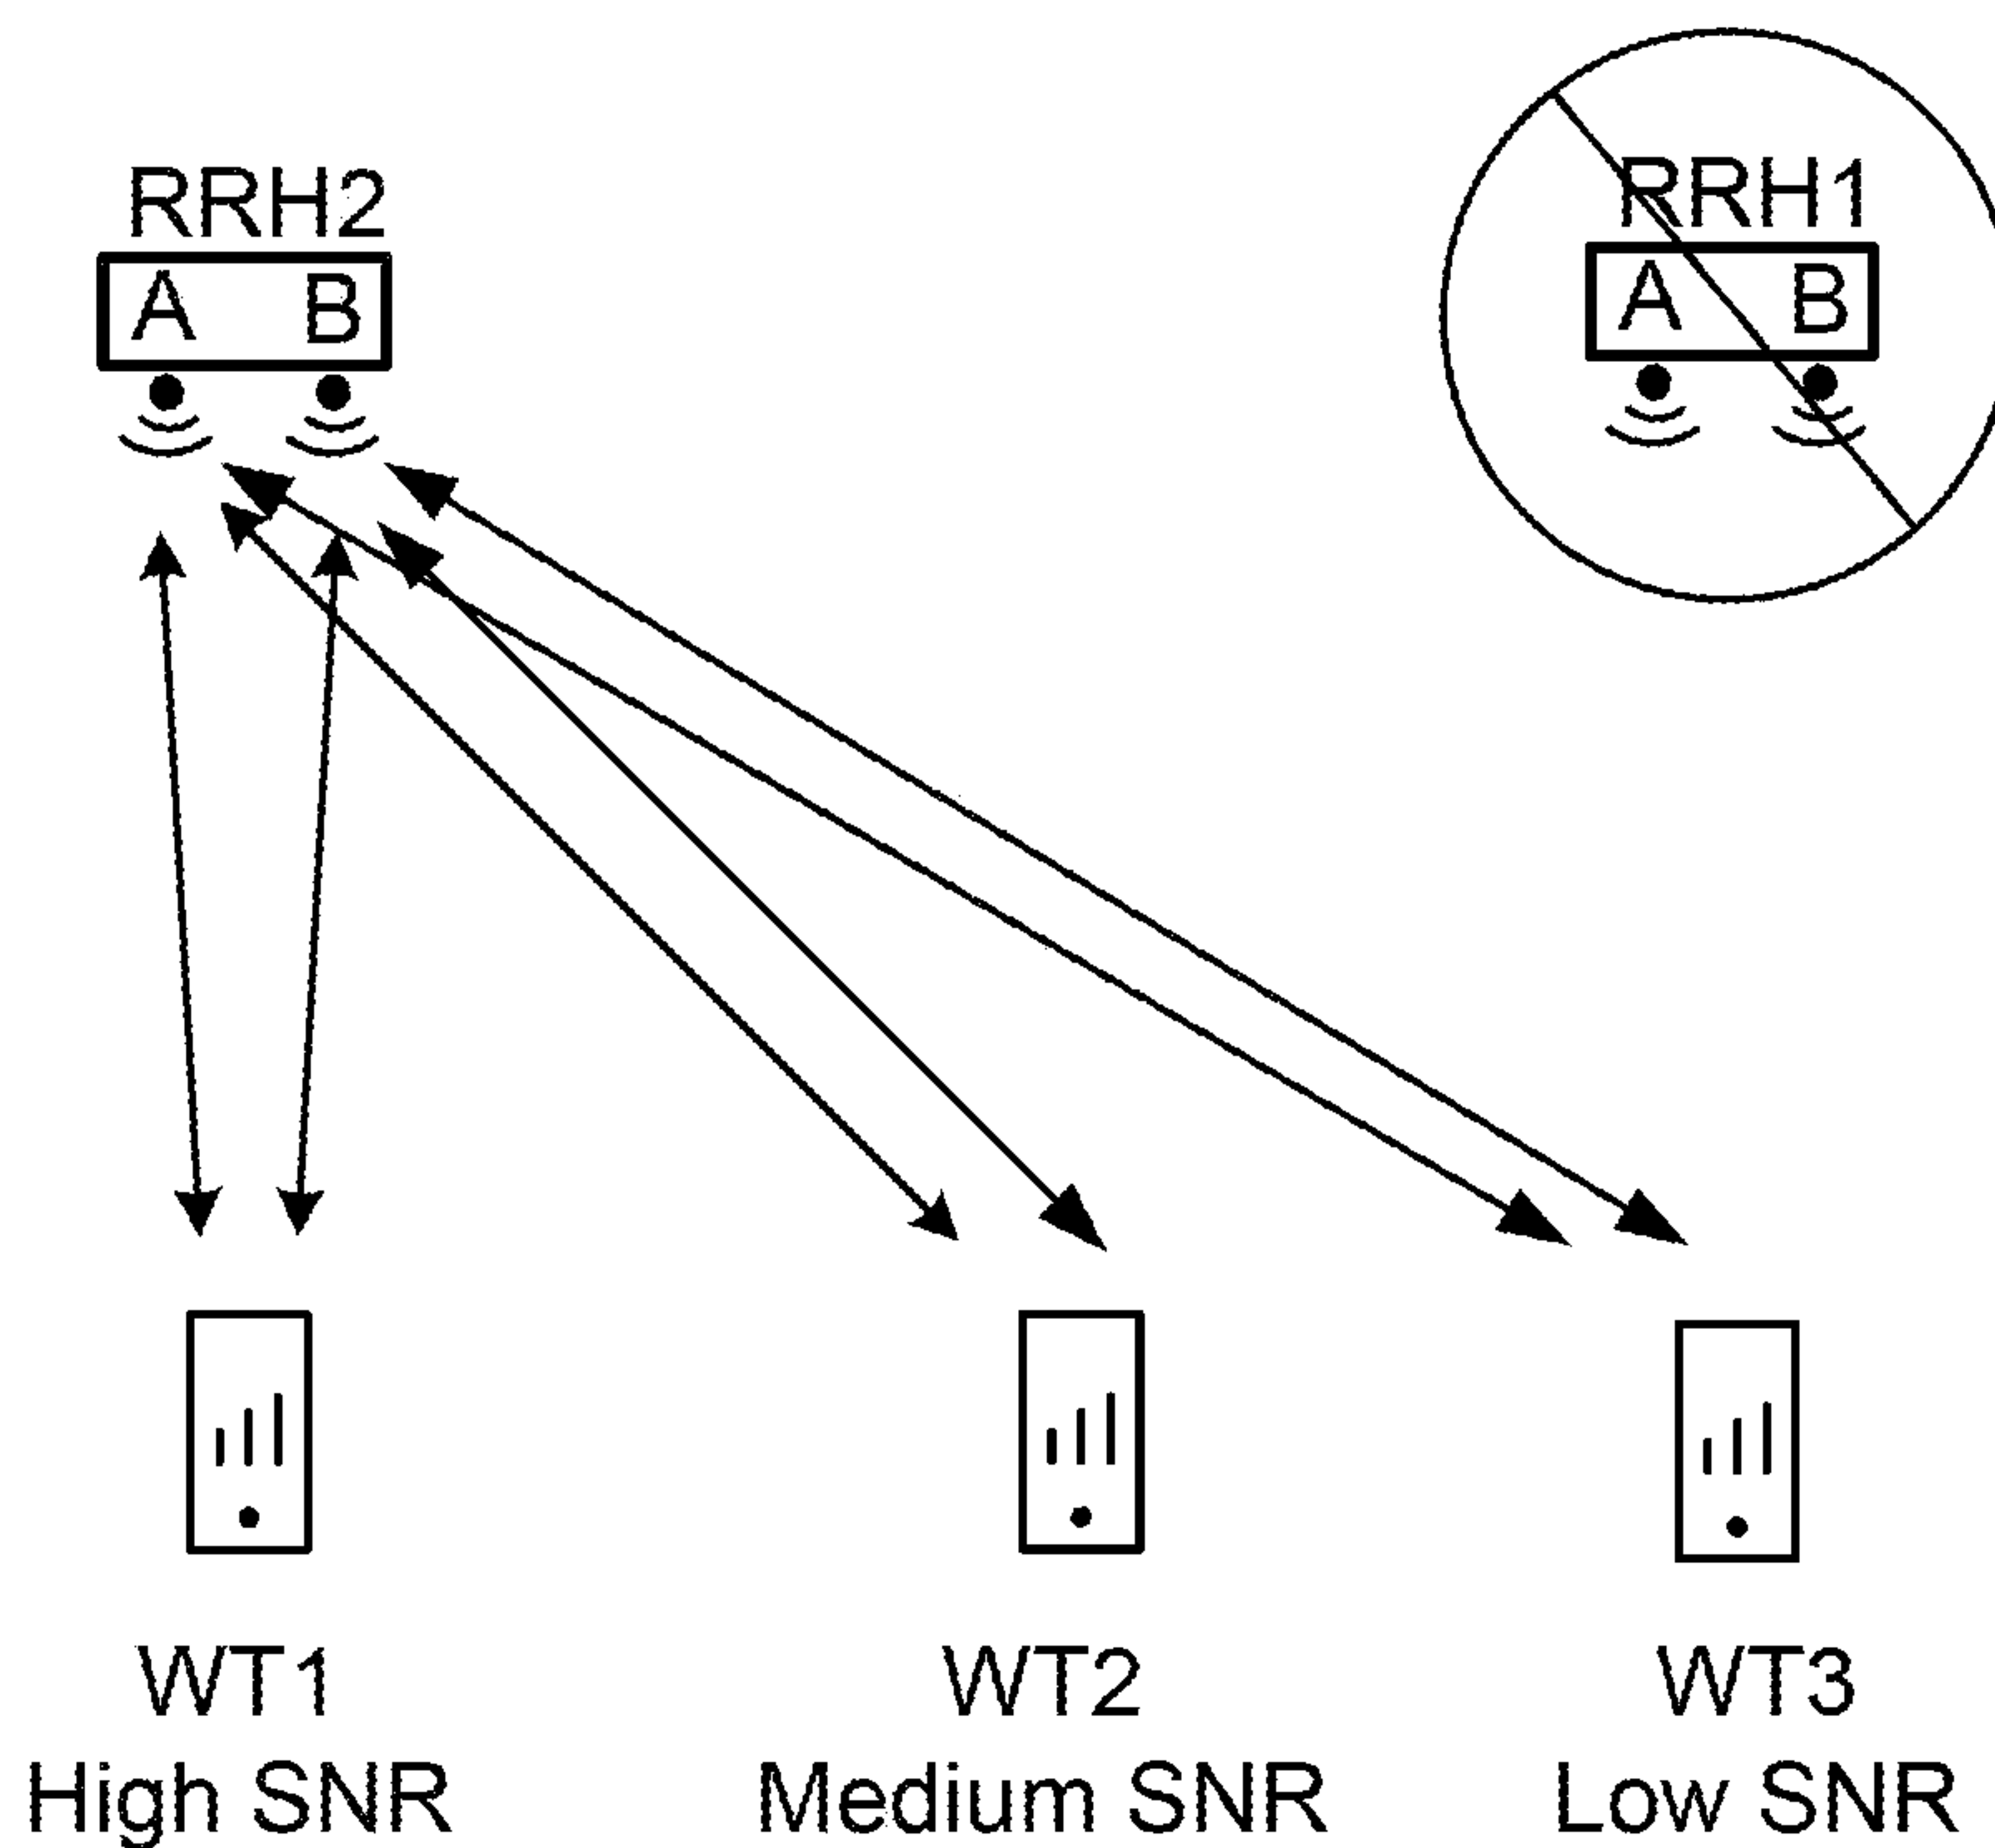 RRH2
A B
RRH1
A B
WT1
High SNR
WT2
Medium SNR
WT3
Low SNR